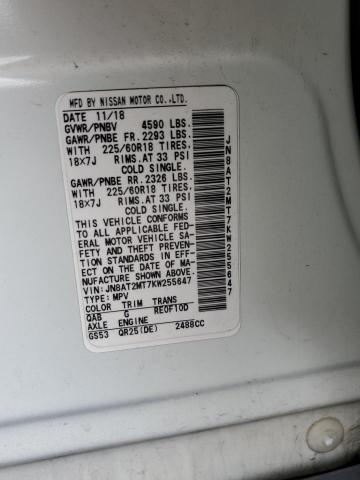 MFD BY NISSAN MOTOR CO.,LTD.
DATE 11/18
GVWR/PNBV 4590 LBS.
GAWR/PNBE FR. 2293 LBS.
WITH 225/60R18 TIRES,
18X7J RIMS.AT 33 PSI
COLD SINGLE.
GAWR/PNBE RR. 2326 LBS.
WITH 225/60R18 TIRES,
18X7J RIMS.AT 33 PSI
COLD SINGLE.
THIS VEHICLE CONFORMS
TO ALL APPLICABLE FED-
ERAL MOTOR VEHICLE SA-
FETY AND THEFT PREVENT-
ION STANDARDS IN EFF-
ECT ON THE DATE OF MA-
NUFACTURE SHOWN ABOVE.
VIN: JN8AT2MT7KW255647
TYPE: MPV
COLOR TRIM TRANS
QAB G RE0F10D
AXLE ENGINE
GS53 QR25(DE) 2488CC
JN8AT2MT7KW255647